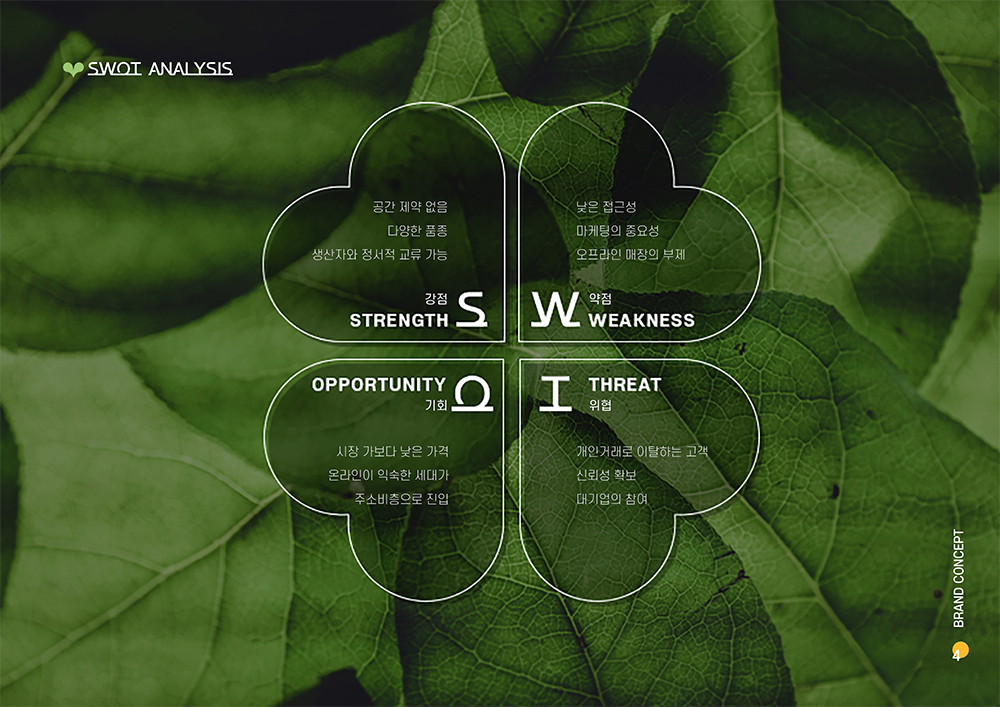 SWOT ANALYSIS
공간 제약 없음
다양한 품종
생산자와 정서적 교류 가능
강점
STRENGTH S
낮은 접근성
마케팅의 중요성
오프라인 매장의 부제
W 약점
WEAKNESS
OPPORTUNITY
기회 O
시장 가보다 낮은 가격
온라인이 익숙한 세대가
주소비층으로 진입
T THREAT
위협
개인거래로 이탈하는 고객
신뢰성 확보
대기업의 참여
BRAND CONCEPT
4